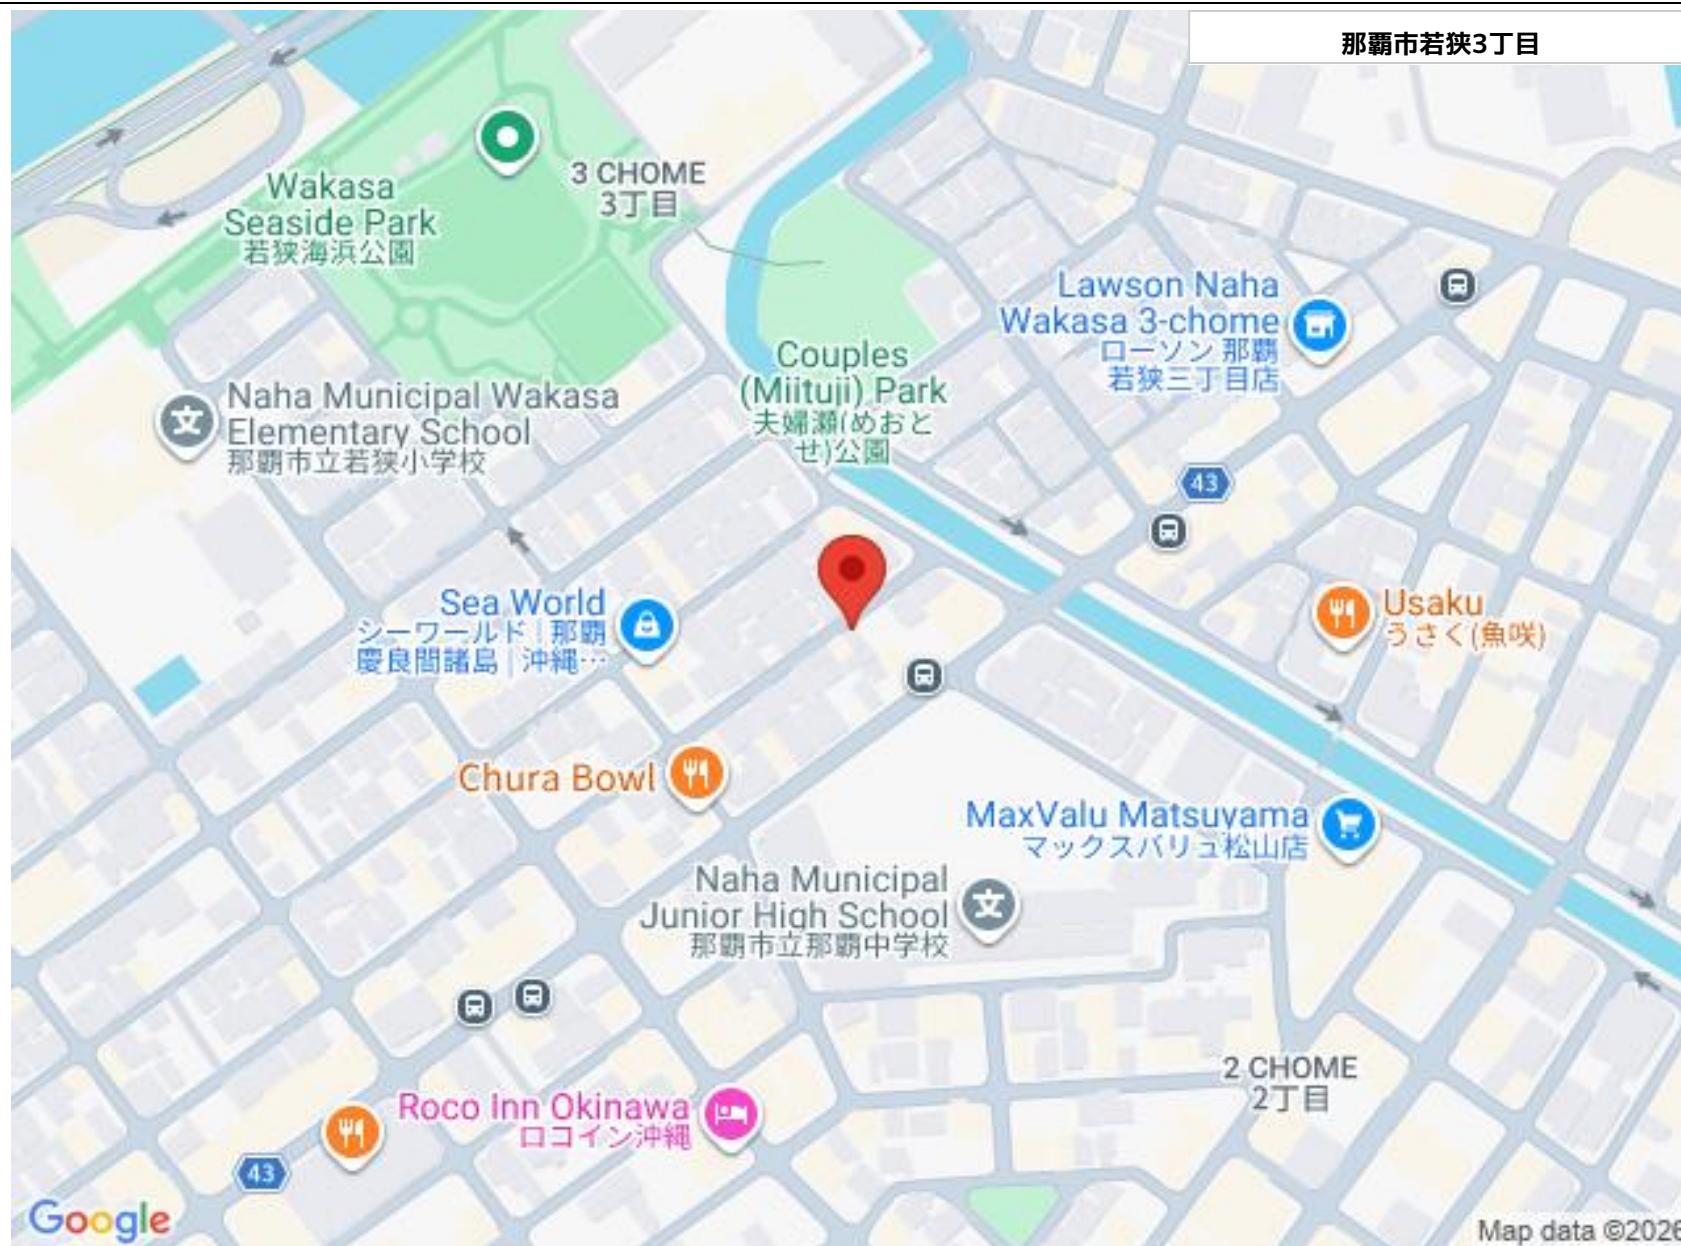 那覇市若狭3丁目
3 CHOME
3丁目
Wakasa
Seaside Park
若狭海浜公園
Lawson Naha
Wakasa 3-chome
ローソン 那覇
若狭三丁目店
Couples
(Miituji) Park
夫婦瀬(めおと
せ)公園
Naha Municipal Wakasa
Elementary School
那覇市立若狭小学校
43
Sea World
シーワールド | 那覇
慶良間諸島 | 沖縄…
Usaku
うさく(魚咲)
Chura Bowl
MaxValu Matsuyama
マックスバリュ松山店
Naha Municipal
Junior High School
那覇市立那覇中学校
2 CHOME
2丁目
Roco Inn Okinawa
ロコイン沖縄
43
Google
Map data ©2026